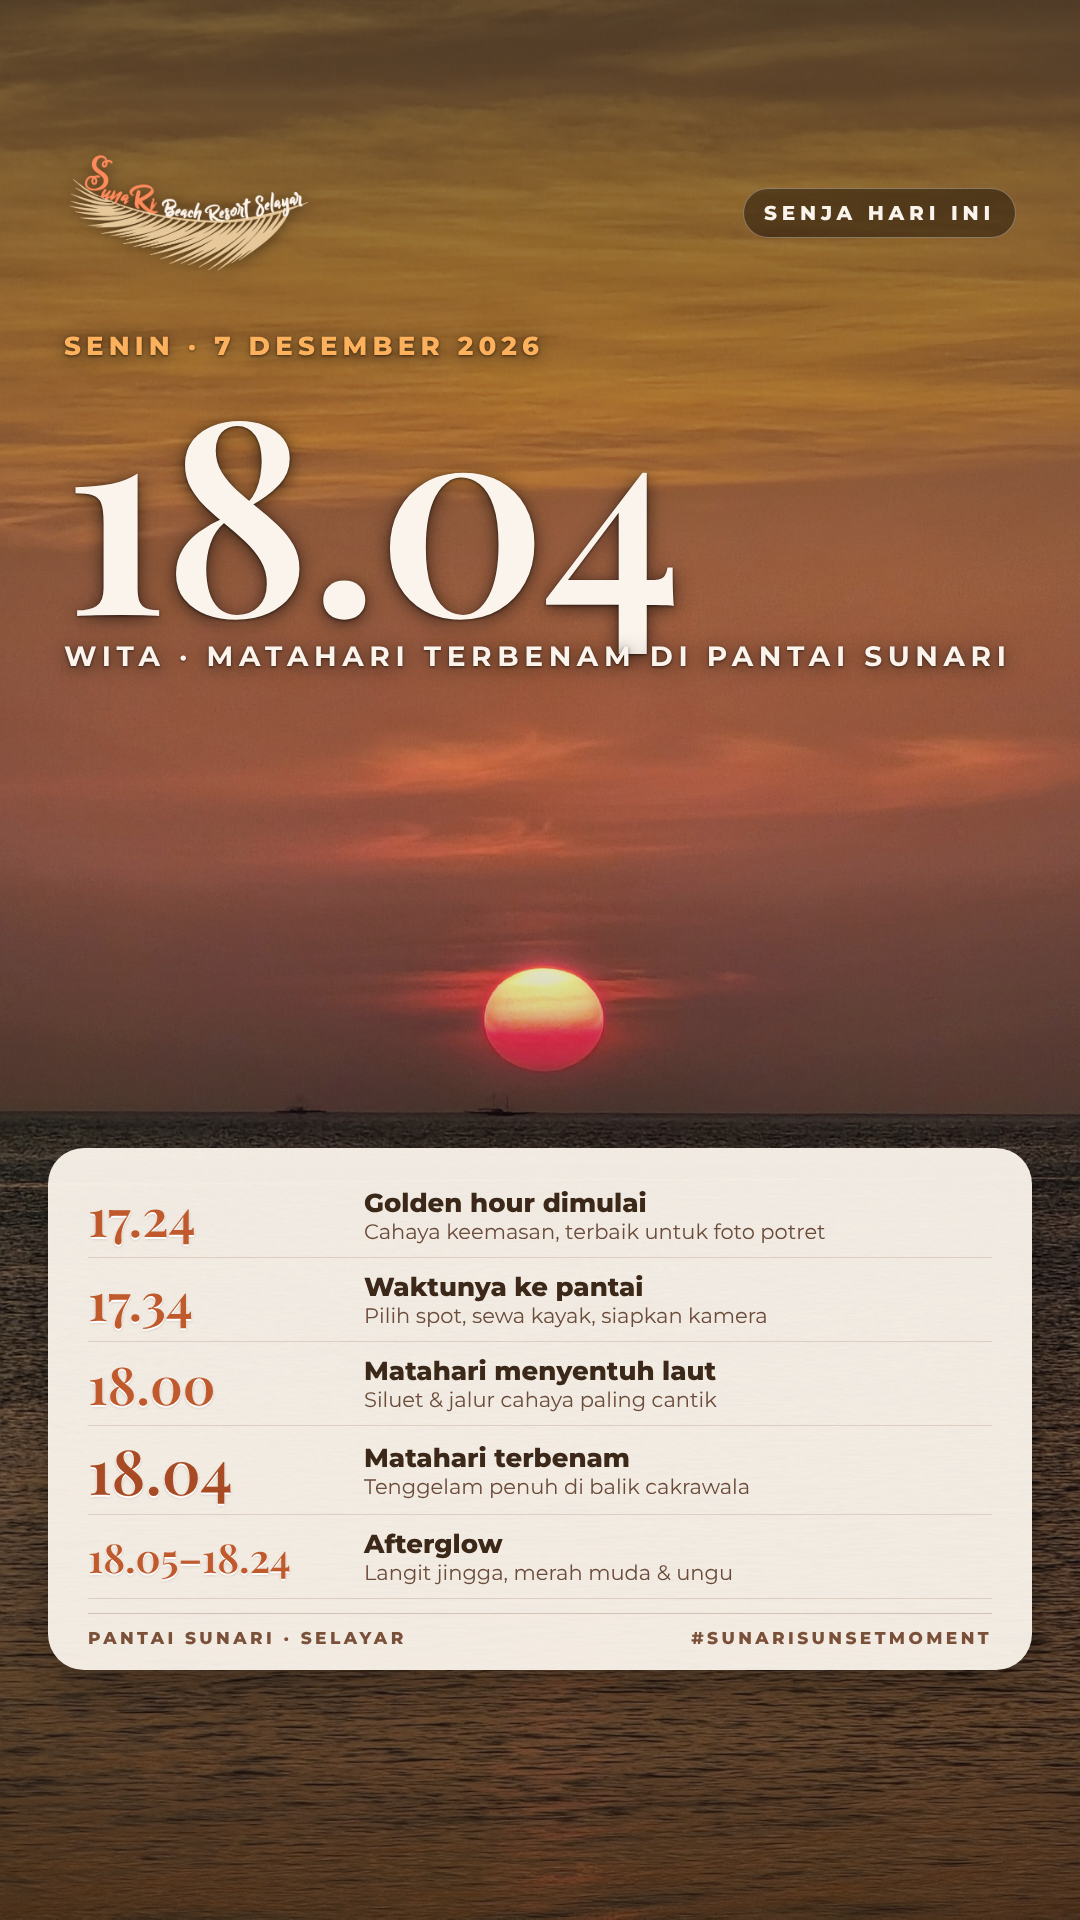 SunaRi Beach Resort Selayar
SENJA HARI INI
SENIN · 7 DESEMBER 2026
18.04
WITA · MATAHARI TERBENAM DI PANTAI SUNARI
17.24
Golden hour dimulai
Cahaya keemasan, terbaik untuk foto potret
17.34
Waktunya ke pantai
Pilih spot, sewa kayak, siapkan kamera
18.00
Matahari menyentuh laut
Siluet & jalur cahaya paling cantik
18.04
Matahari terbenam
Tenggelam penuh di balik cakrawala
18.05–18.24
Afterglow
Langit jingga, merah muda & ungu
PANTAI SUNARI · SELAYAR
#SUNARISUNSETMOMENT